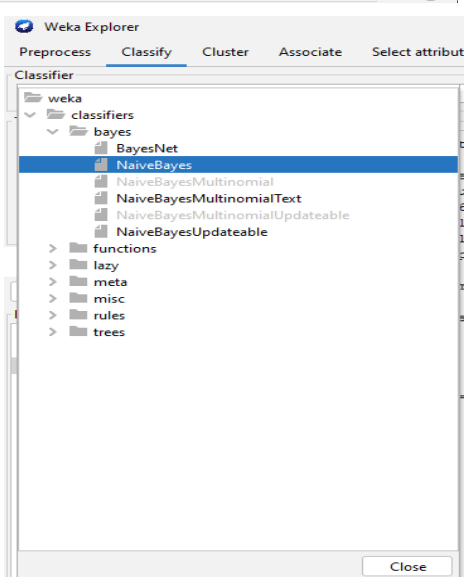 Weka Explorer
Preprocess Classify Cluster Associate Select attribut
Classifier
weka
classifiers
bayes
BayesNet
NaiveBayes
NaiveBayesMultinomial
NaiveBayesMultinomialText
NaiveBayesMultinomialUpdateable
NaiveBayesUpdateable
functions
lazy
meta
misc
rules
trees
Close